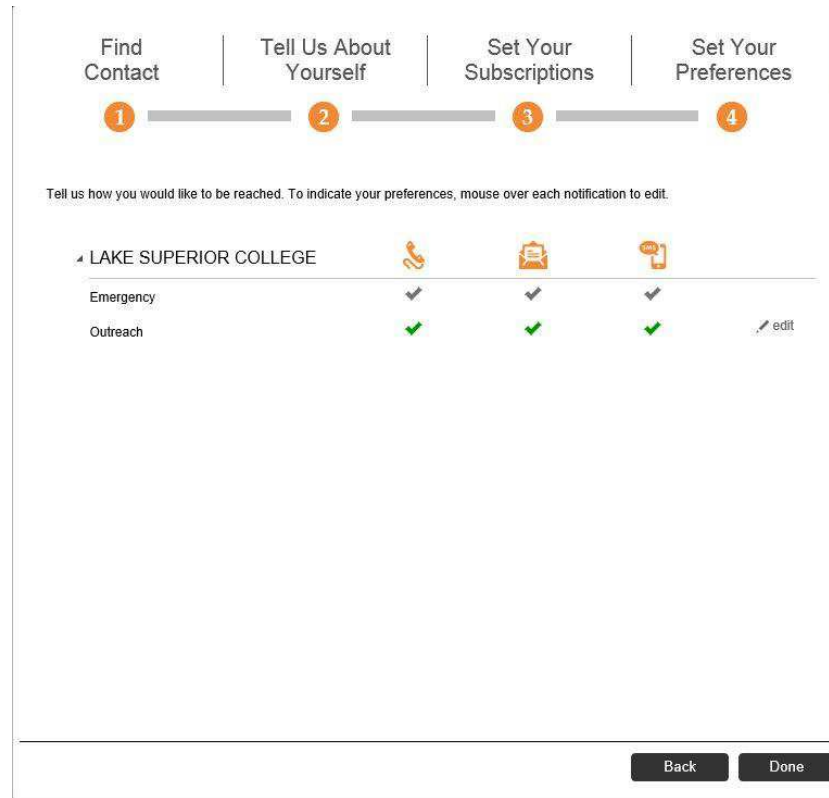 Find
Contact
Tell Us About
Yourself
Set Your
Subscriptions
Set Your
Preferences
1
2
3
4
Tell us how you would like to be reached. To indicate your preferences, mouse over each notification to edit.
LAKE SUPERIOR COLLEGE
SMS
Emergency
Outreach
edit
Back
Done